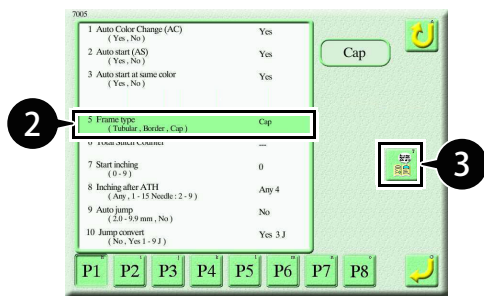 7005
1 Auto Color Change (AC) Yes
( Yes , No )
2 Auto start (AS) Yes
( Yes , No )
3 Auto start at same color Yes
( Yes , No )
Cap
2
5 Frame type Cap
( Tubular , Border , Cap )
6 Total Stitch Counter ---
3
7 Start inching 0
( 0 - 9 )
8 Inching after ATH Any 4
( Any , 1 - 15 Needle : 2 - 9 )
9 Auto jump No
( 2.0 - 9.9 mm , No )
10 Jump convert Yes 3 J
( No , Yes 1 - 9 J )
P1 P2 P3 P4 P5 P6 P7 P8